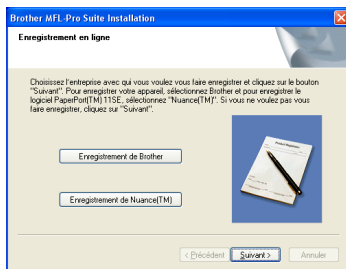 Brother MFL-Pro Suite Installation
Enregistrement en ligne
Choisissez l'entreprise avec qui vous voulez vous faire enregistrer et cliquez sur le bouton
"Suivant". Pour enregistrer votre appareil, sélectionnez Brother et pour enregistrer le
logiciel PaperPort(TM) 11SE, sélectionnez "Nuance(TM)". Si vous ne voulez pas vous
faire enregistrer, cliquez sur "Suivant".
Enregistrement de Brother
Product Registration
Enregistrement de Nuance(TM)
< Précédent
Suivant >
Annuler